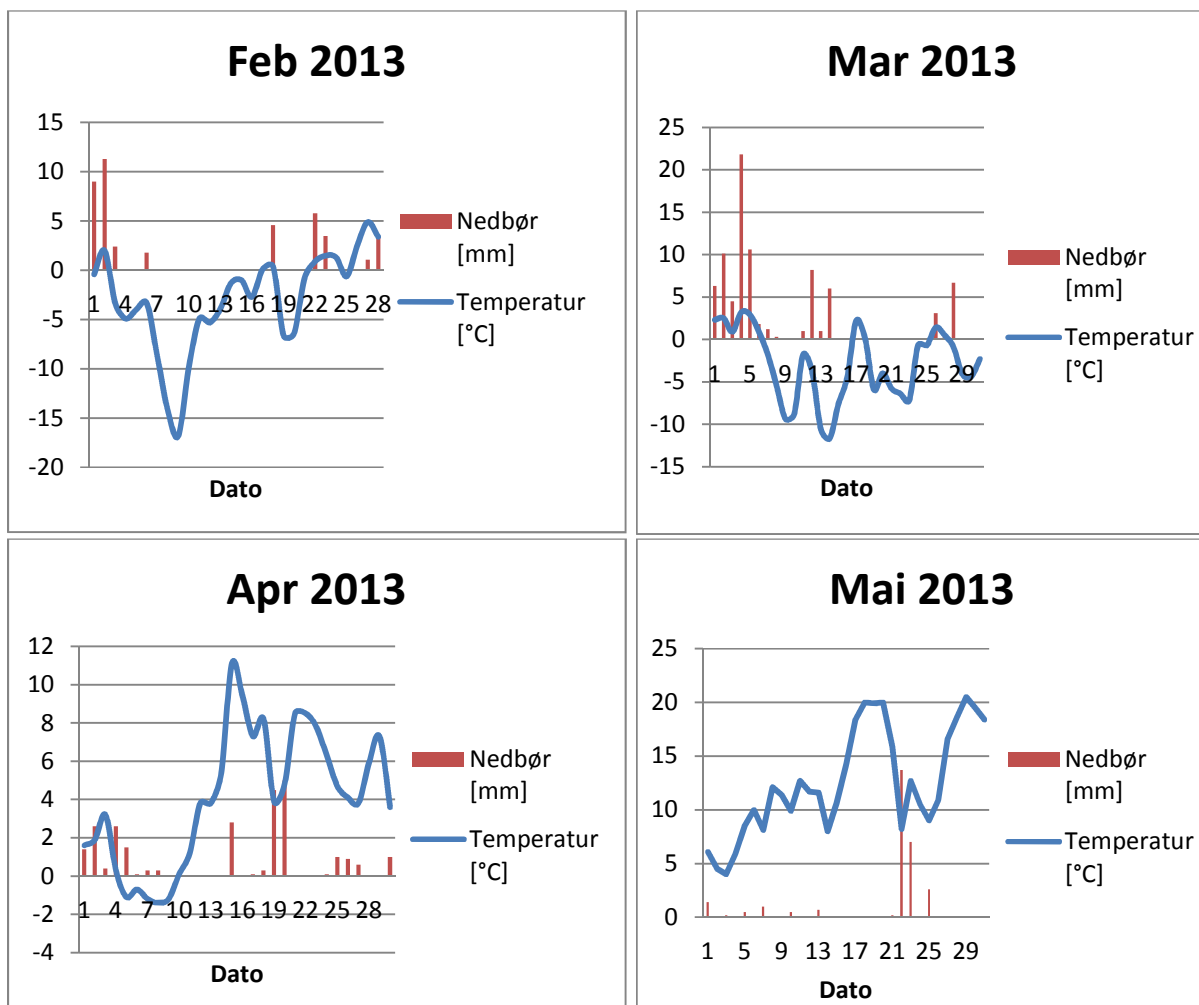 Feb 2013
15
10
5
0
-5
-10
-15
-20
1 4 7 10 13 16 19 22 25 28
Dato
Nedbør
[mm]
Temperatur
[°C]
Mar 2013
25
20
15
10
5
0
-5
-10
-15
1 5 9 13 17 21 25 29
Dato
Nedbør
[mm]
Temperatur
[°C]
Apr 2013
12
10
8
6
4
2
0
-2
-4
1 4 7 10 13 16 19 22 25 28
Dato
Nedbør
[mm]
Temperatur
[°C]
Mai 2013
25
20
15
10
5
0
1 5 9 13 17 21 25 29
Dato
Nedbør
[mm]
Temperatur
[°C]